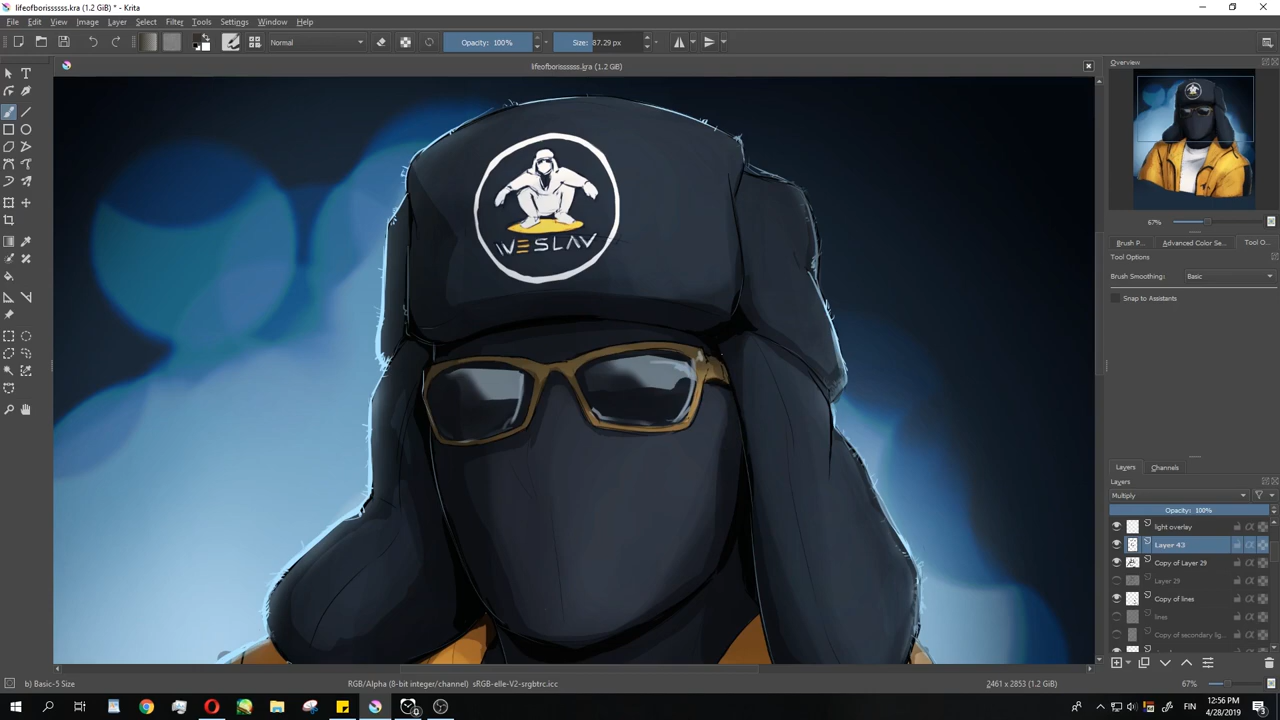 lifeofborissssss.kra (1.2 GiB) * - Krita
File Edit View Image Layer Select Filter Tools Settings Window Help
Normal Opacity: 100% Size: 87.29 px
lifeofborissssss.kra (1.2 GiB)
Overview
WESLAV
67%
Brush P... Advanced Color Se... Tool O...
Tool Options
Brush Smoothing: Basic
Snap to Assistants
Layers Channels
Layers
Multiply
Opacity: 100%
light overlay
Layer 43
Copy of Layer 29
Layer 29
Copy of lines
lines
Copy of secondary lig...
b) Basic-5 Size RGB/Alpha (8-bit integer/channel) sRGB-elle-V2-srgbtrc.icc 2461 x 2853 (1.2 GiB) 67%
FIN 12:56 PM
4/28/2019